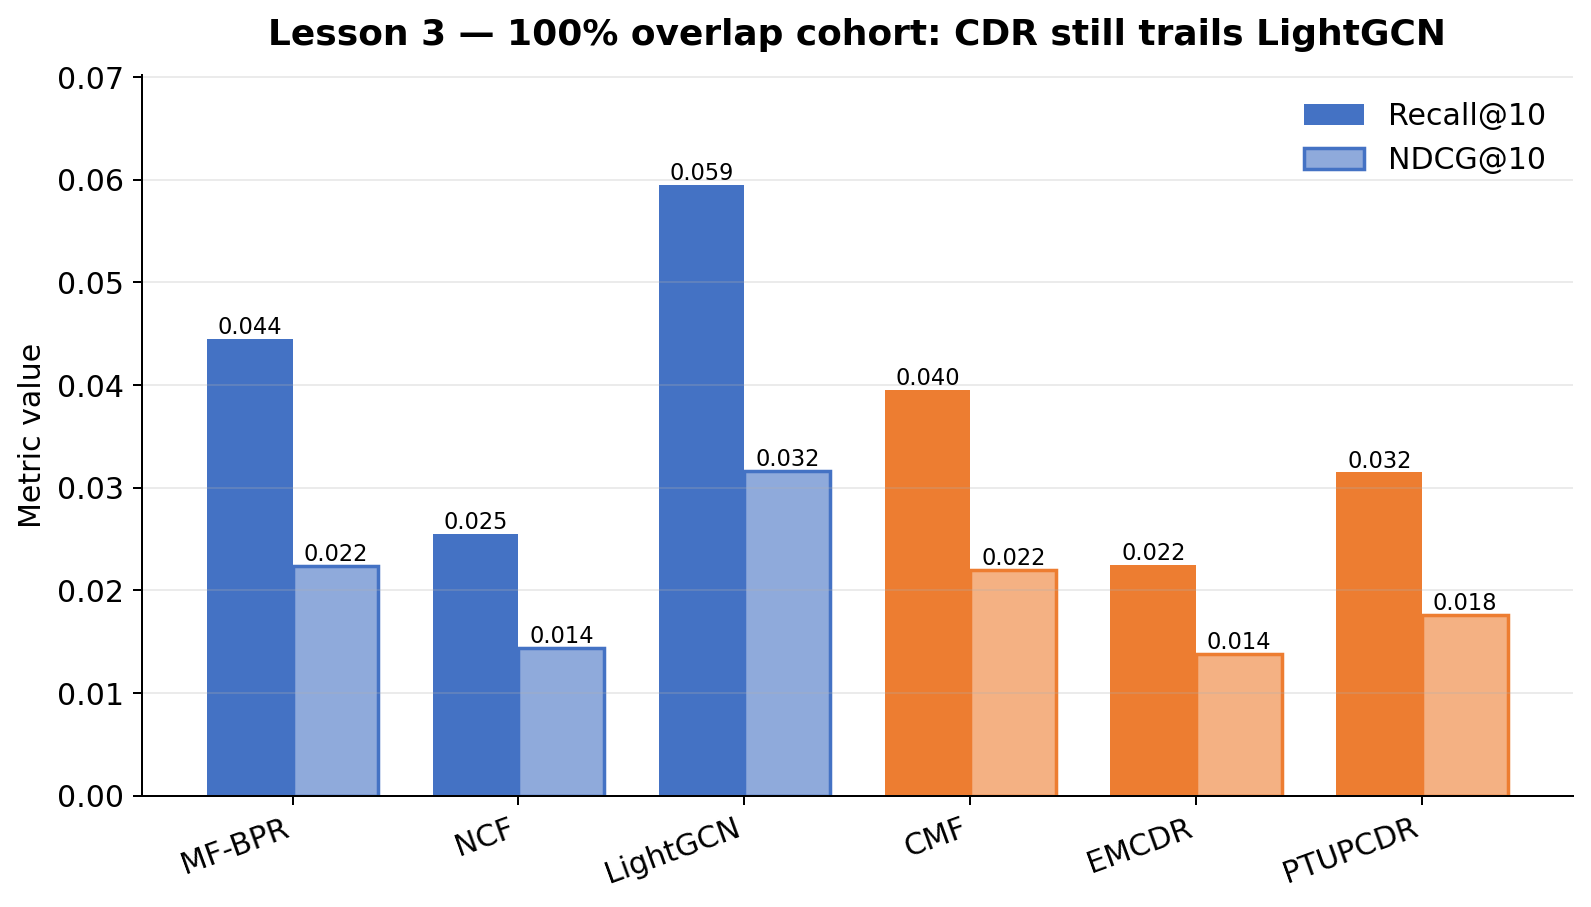 Lesson 3 — 100% overlap cohort: CDR still trails LightGCN
Recall@10
NDCG@10
Metric value
0.07
0.06
0.05
0.04
0.03
0.02
0.01
0.00
0.044
0.022
0.025
0.014
0.059
0.032
0.040
0.022
0.022
0.014
0.032
0.018
MF-BPR
NCF
LightGCN
CMF
EMCDR
PTUPCDR